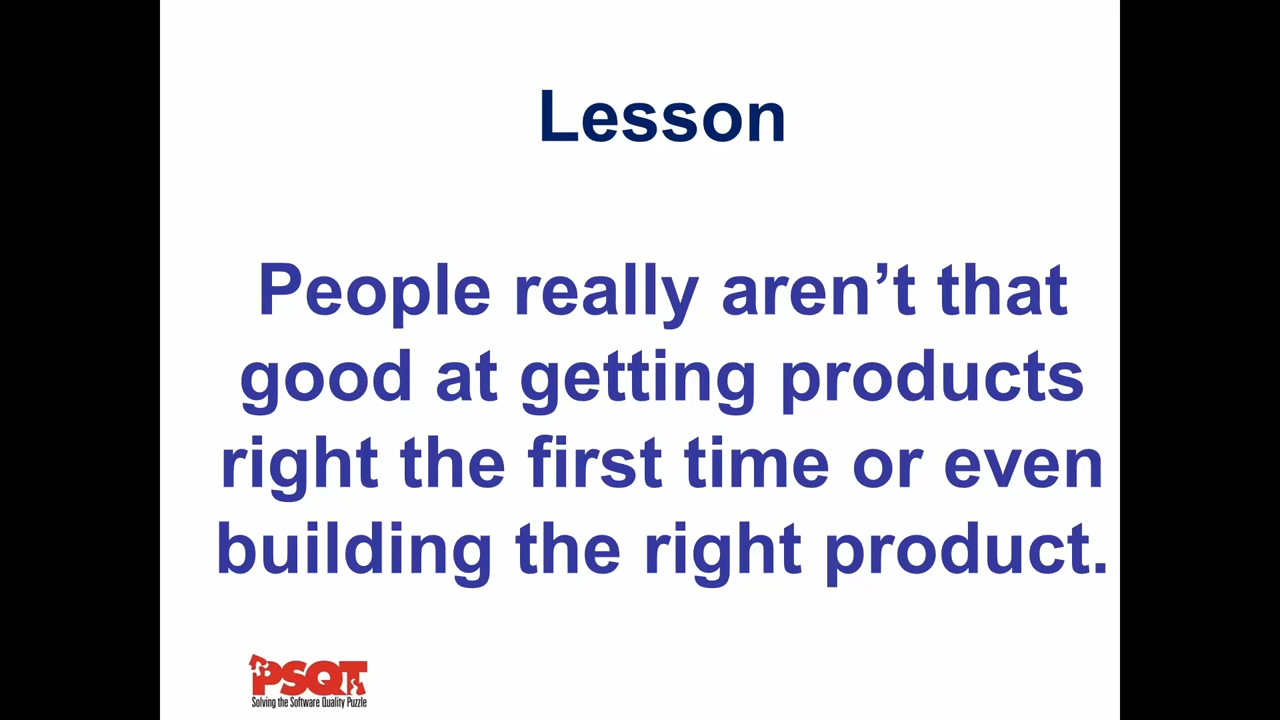 Lesson
People really aren’t that
good at getting products
right the first time or even
building the right product.
PSQT
Solving the Software Quality Puzzle